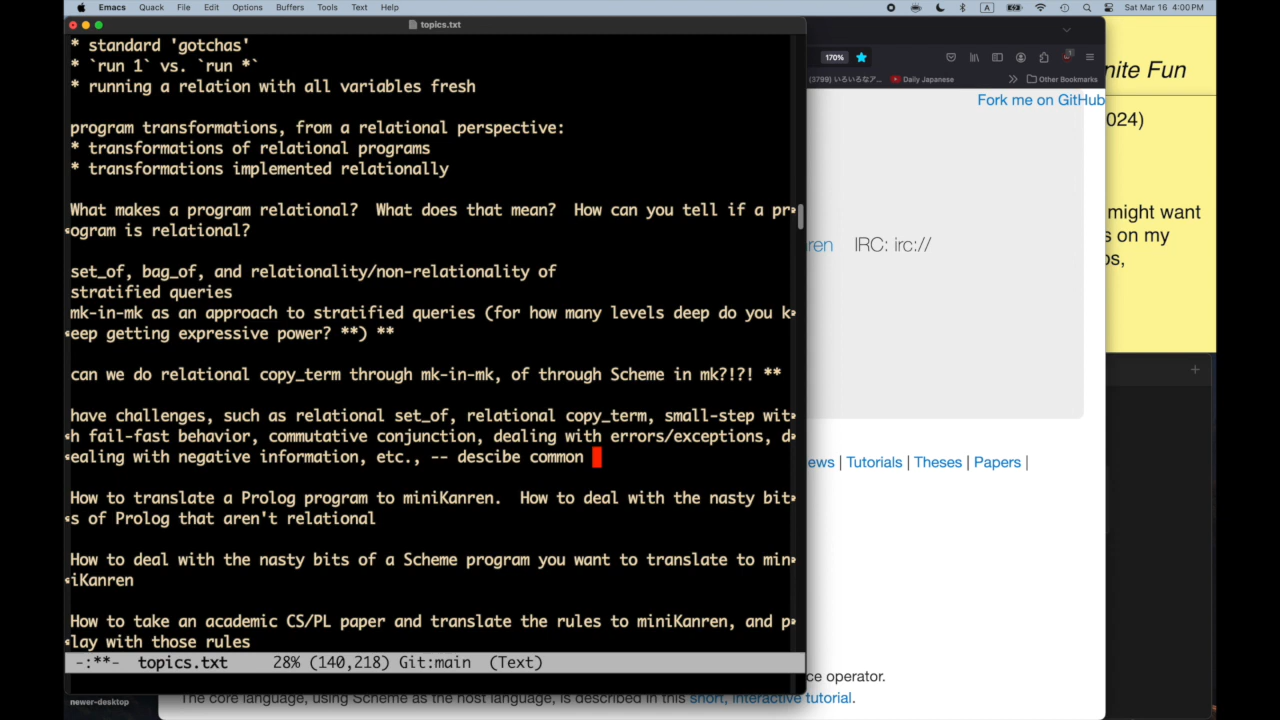 Emacs Quack File Edit Options Buffers Tools Text Help
A
Sat Mar 16 4:00 PM
topics.txt
* standard 'gotchas'
* `run 1` vs. `run *`
* running a relation with all variables fresh
program transformations, from a relational perspective:
* transformations of relational programs
* transformations implemented relationally
What makes a program relational?  What does that mean?  How can you tell if a pr
ogram is relational?
set_of, bag_of, and relationality/non-relationality of
stratified queries
mk-in-mk as an approach to stratified queries (for how many levels deep do you k
eep getting expressive power? **) **
can we do relational copy_term through mk-in-mk, of through Scheme in mk?!?! **
have challenges, such as relational set_of, relational copy_term, small-step wit
h fail-fast behavior, commutative conjunction, dealing with errors/exceptions, d
ealing with negative information, etc., -- descibe common
How to translate a Prolog program to miniKanren.  How to deal with the nasty bit
s of Prolog that aren't relational
How to deal with the nasty bits of a Scheme program you want to translate to min
iKanren
How to take an academic CS/PL paper and translate the rules to miniKanren, and p
lay with those rules
-:**-  topics.txt     28% (140,218) Git:main  (Text)
170%
(3799) いろいろなア... Daily Japanese
Other Bookmarks
Fork me on GitHub
ren IRC: irc://
ews | Tutorials | Theses | Papers |
ce operator.
The core language, using Scheme as the host language, is described in this short, interactive tutorial.
nite Fun
024)
might want
s on my
os,
newer-desktop